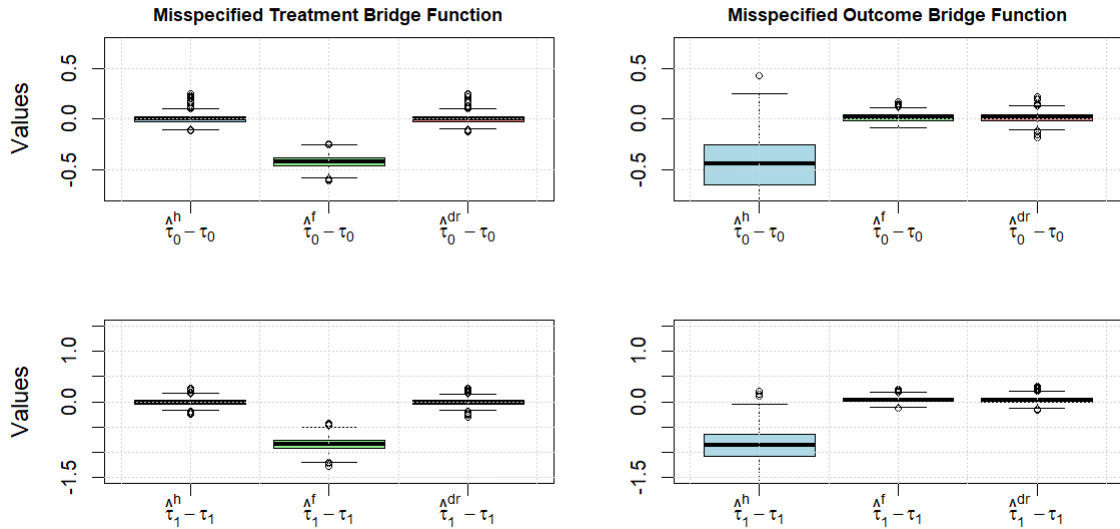 Misspecified Treatment Bridge Function
Values
0.5
0.0
-0.5
τ̂₀ʰ − τ₀
τ̂₀ᶠ − τ₀
τ̂₀ᵈʳ − τ₀
Misspecified Outcome Bridge Function
0.5
0.0
-0.5
τ̂₀ʰ − τ₀
τ̂₀ᶠ − τ₀
τ̂₀ᵈʳ − τ₀
Values
1.0
0.0
-1.5
τ̂₁ʰ − τ₁
τ̂₁ᶠ − τ₁
τ̂₁ᵈʳ − τ₁
1.0
0.0
-1.5
τ̂₁ʰ − τ₁
τ̂₁ᶠ − τ₁
τ̂₁ᵈʳ − τ₁